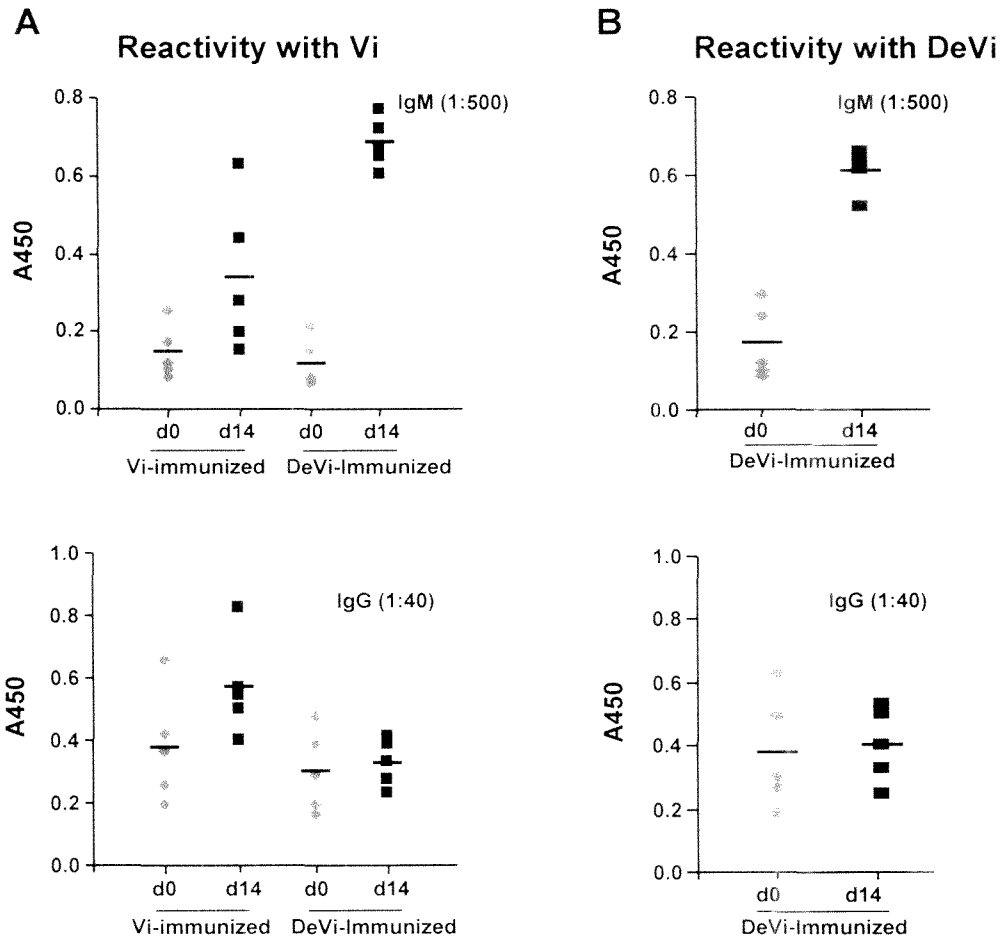 A
Reactivity with Vi
IgM (1:500)
A450
0.8
0.6
0.4
0.2
0.0
d0 d14 d0 d14
Vi-immunized DeVi-Immunized
B
Reactivity with DeVi
IgM (1:500)
A450
0.8
0.6
0.4
0.2
0.0
d0 d14
DeVi-Immunized
IgG (1:40)
A450
1.0
0.8
0.6
0.4
0.2
0.0
d0 d14 d0 d14
Vi-immunized DeVi-Immunized
IgG (1:40)
A450
1.0
0.8
0.6
0.4
0.2
0.0
d0 d14
DeVi-Immunized